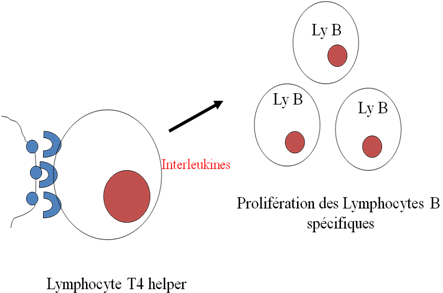 Ly B
Ly B
Ly B
Interleukines
Prolifération des Lymphocytes B
spécifiques
Lymphocyte T4 helper